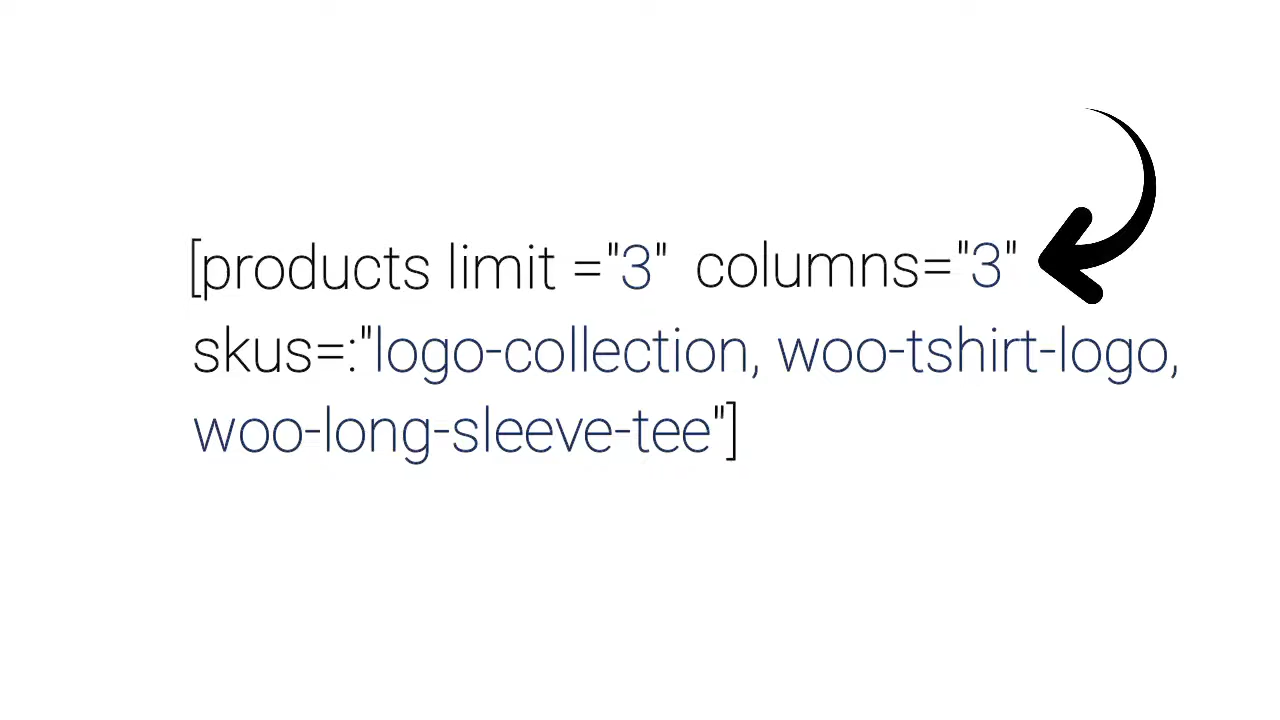 [products limit ="3" columns="3"
skus=:"logo-collection, woo-tshirt-logo,
woo-long-sleeve-tee"]